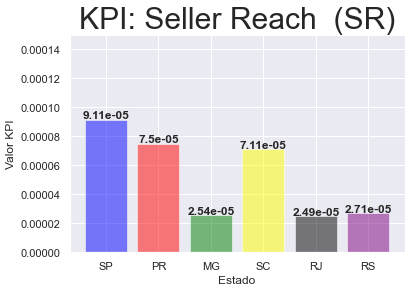 KPI: Seller Reach  (SR)
0.00014
0.00012
0.00010
0.00008
0.00006
0.00004
0.00002
0.00000
Valor KPI
9.11e-05
7.5e-05
2.54e-05
7.11e-05
2.49e-05
2.71e-05
SP PR MG SC RJ RS
Estado